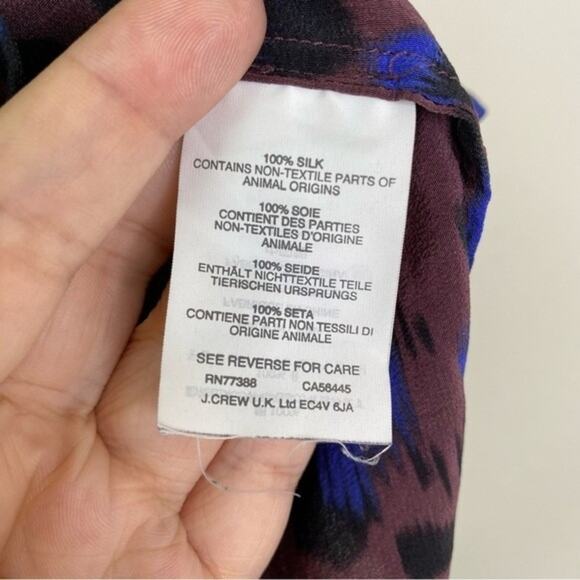 100% SILK
CONTAINS NON-TEXTILE PARTS OF
ANIMAL ORIGINS
100% SOIE
CONTIENT DES PARTIES
NON-TEXTILES D'ORIGINE
ANIMALE
100% SEIDE
ENTHÄLT NICHTTEXTILE TEILE
TIERISCHEN URSPRUNGS
100% SETA
CONTIENE PARTI NON TESSILI DI
ORIGINE ANIMALE
SEE REVERSE FOR CARE
RN77388 CA56445
J.CREW U.K. Ltd EC4V 6JA